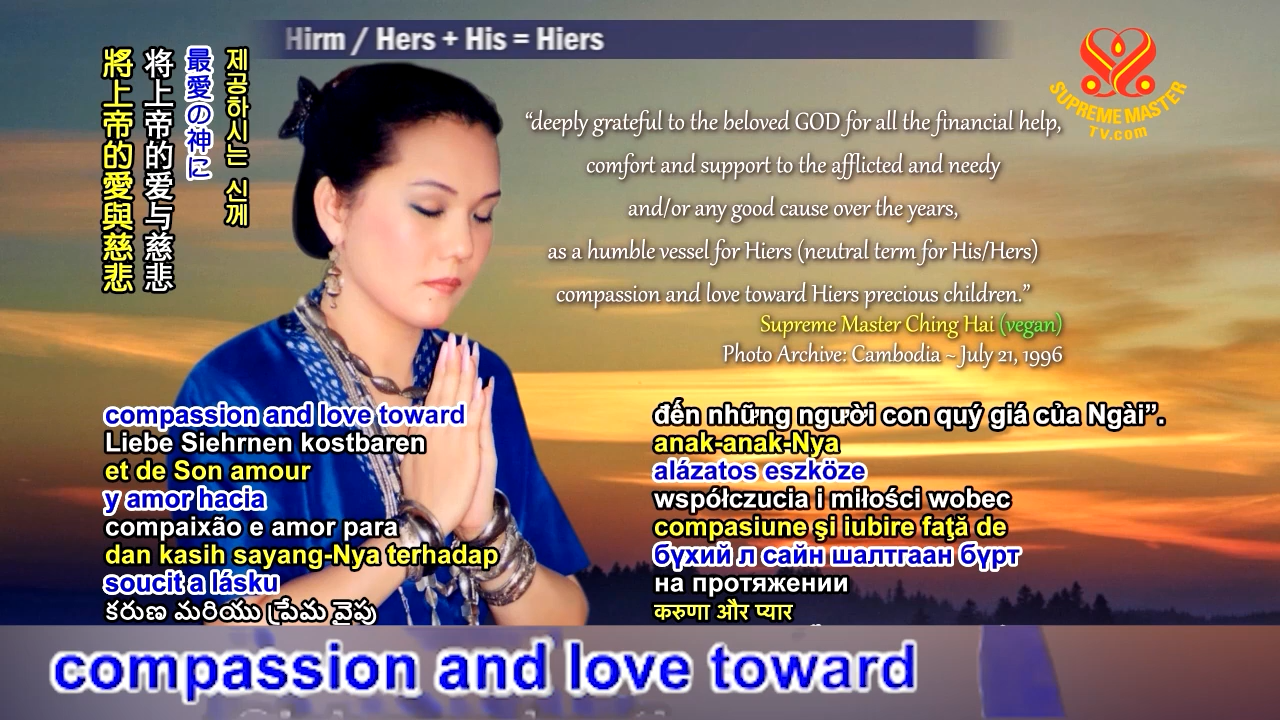 Hirm / Hers + His = Hiers
將上帝的愛與慈悲
将上帝的爱与慈悲
最愛の神に
제공하시는 신께
SUPREME MASTER
TV.com
“deeply grateful to the beloved GOD for all the financial help,
comfort and support to the afflicted and needy
and/or any good cause over the years,
as a humble vessel for Hiers (neutral term for His/Hers)
compassion and love toward Hiers precious children.”
Supreme Master Ching Hai (vegan)
Photo Archive: Cambodia ~ July 21, 1996
compassion and love toward
Liebe Siehrnen kostbaren
et de Son amour
y amor hacia
compaixão e amor para
dan kasih sayang-Nya terhadap
soucit a lásku
కరుణ మరియు ప్రేమ వైపు
đến những người con quý giá của Ngài”.
anak-anak-Nya
alázatos eszköze
współczucia i miłości wobec
compasiune şi iubire faţă de
бүхий л сайн шалтгаан бүрт
на протяжении
करुणा और प्यार
compassion and love toward